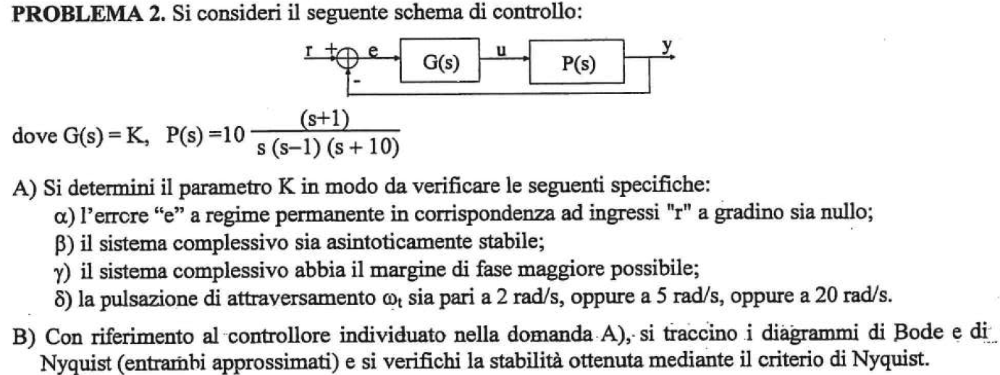 PROBLEMA 2. Si consideri il seguente schema di controllo:
r + e G(s) u P(s) y
-
(s+1)
dove G(s) = K, P(s) =10
s (s−1) (s + 10)
A) Si determini il parametro K in modo da verificare le seguenti specifiche:
α) l’errcre “e” a regime permanente in corrispondenza ad ingressi "r" a gradino sia nullo;
β) il sistema complessivo sia asintoticamente stabile;
γ) il sistema complessivo abbia il margine di fase maggiore possibile;
δ) la pulsazione di attraversamento ωt sia pari a 2 rad/s, oppure a 5 rad/s, oppure a 20 rad/s.
B) Con riferimento al controllore individuato nella domanda A), si traccino i diagrammi di Bode e di
Nyquist (entrambi approssimati) e si verifichi la stabilità ottenuta mediante il criterio di Nyquist.